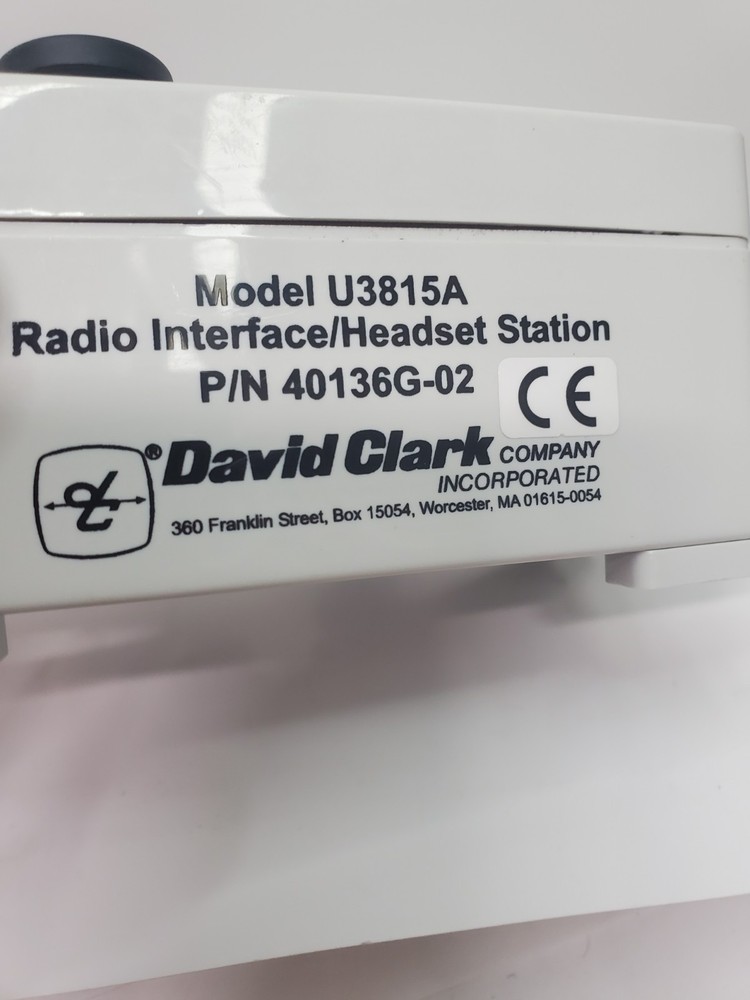 Model U3815A
Radio Interface/Headset Station
P/N 40136G-02
CE
® David Clark COMPANY
INCORPORATED
360 Franklin Street, Box 15054, Worcester, MA 01615-0054